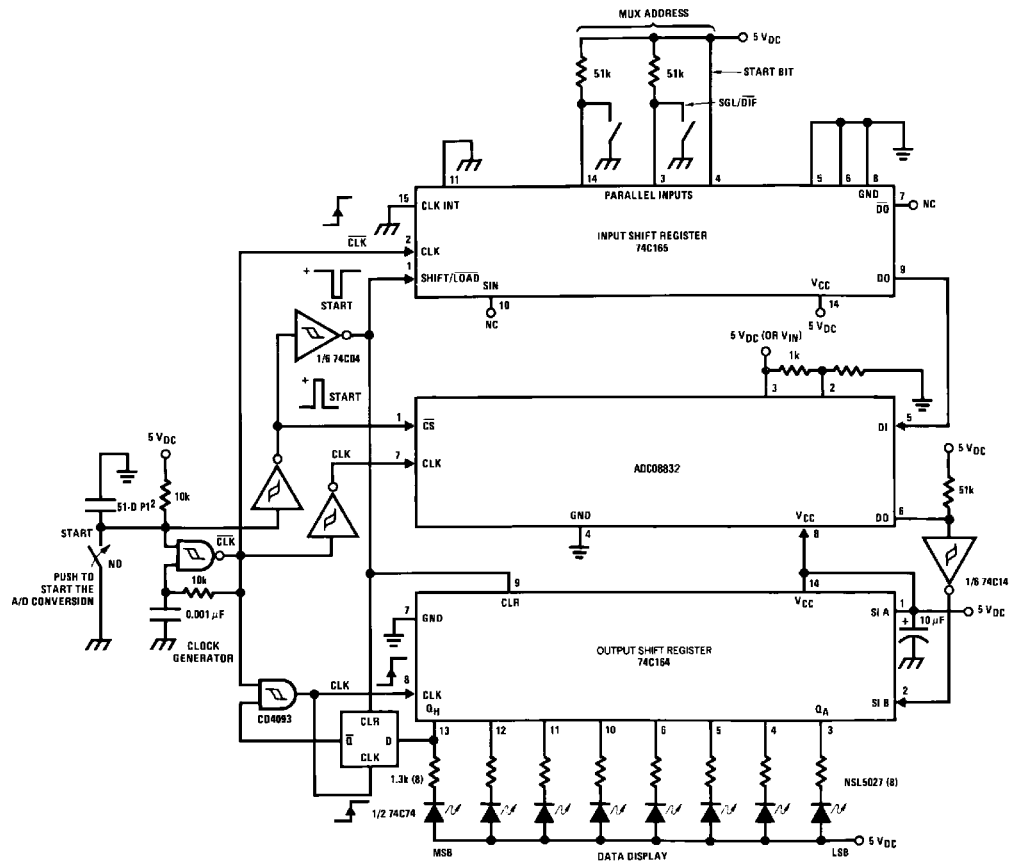 MUX ADDRESS
5 VDC
51k
51k
START BIT
SGL/DIF
11
14
3
4
5
6
8
PARALLEL INPUTS
GND
15
CLK INT
DO
7
NC
INPUT SHIFT REGISTER
74C165
CLK
2
CLK
1
SHIFT/LOAD
DO
9
+
START
SIN
10
NC
VCC
14
5 VDC
1/6 74C04
+
START
5 VDC (OR VIN)
1k
3
2
1
CS
CLK
7
CLK
DI
5
ADC08832
5 VDC
10k
51-D P1²
5 VDC
51k
DO
6
GND
4
VCC
8
START
CLK
NO
PUSH TO
START THE
A/D CONVERSION
10k
0.001 µF
CLOCK
GENERATOR
1/6 74C14
9
CLR
14
VCC
7
GND
SI A
1
10 µF
+
5 VDC
OUTPUT SHIFT REGISTER
74C164
CLK
8
CLK
SI B
2
CD4093
QH
QA
CLR
Q
D
CLK
13
12
11
10
6
5
4
3
1.3k (8)
NSL5027 (8)
1/2 74C74
MSB
DATA DISPLAY
LSB
5 VDC